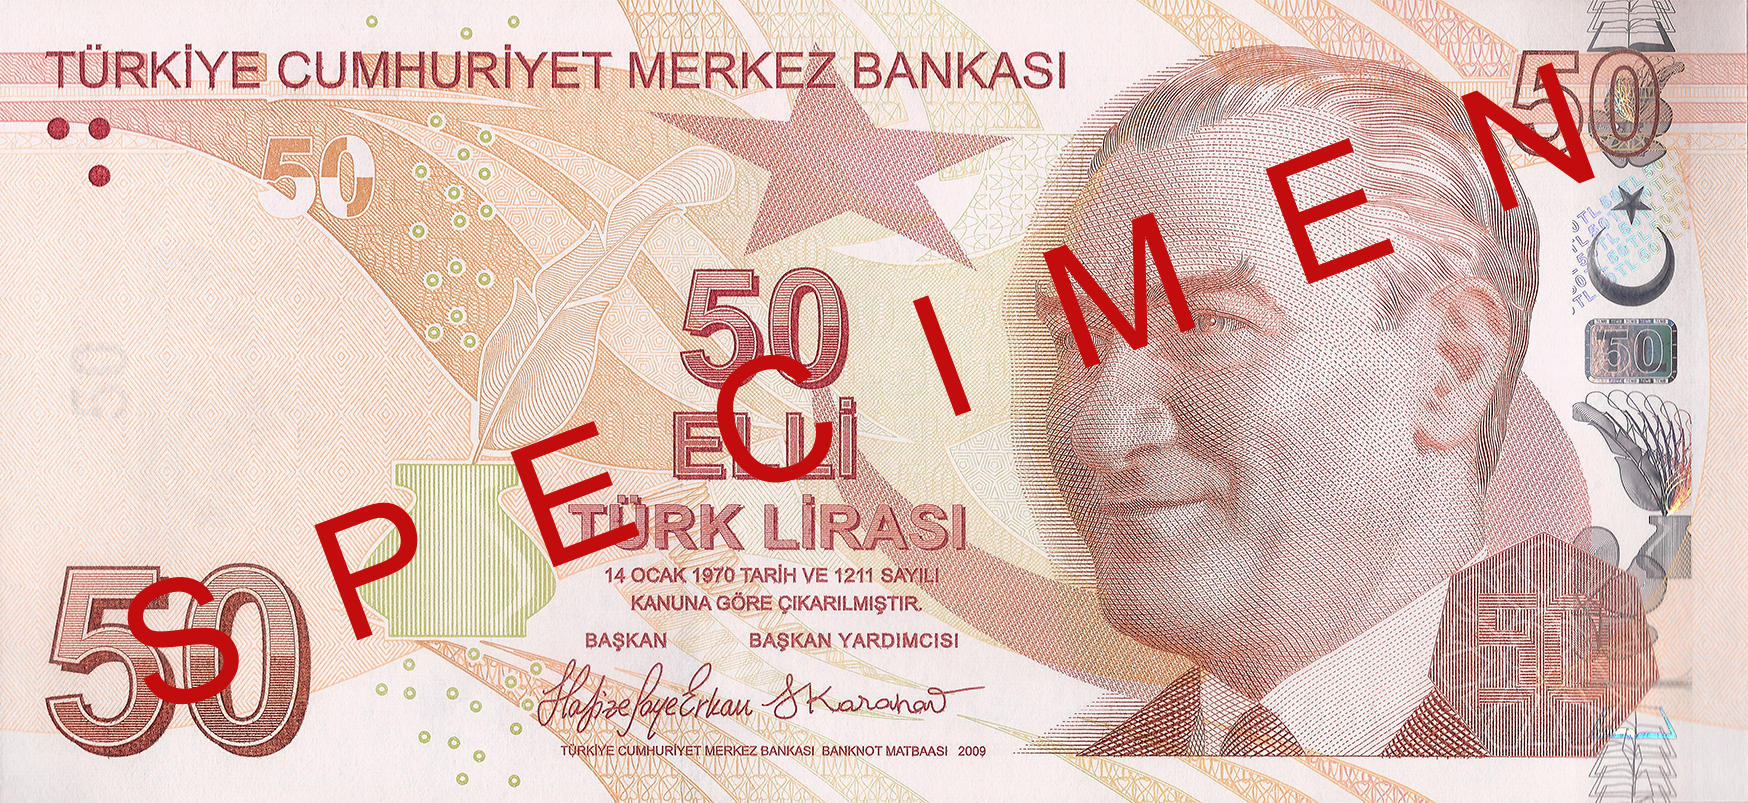 TÜRKİYE CUMHURİYET MERKEZ BANKASI
50
50
50
ELLİ
TÜRK LİRASI
14 OCAK 1970 TARİH VE 1211 SAYILI
KANUNA GÖRE ÇIKARILMIŞTIR.
BAŞKAN BAŞKAN YARDIMCISI
Hafize Gaye Erkan S Karahan
TÜRKİYE CUMHURİYET MERKEZ BANKASI BANKNOT MATBAASI 2009
50
50
50
SPECIMEN